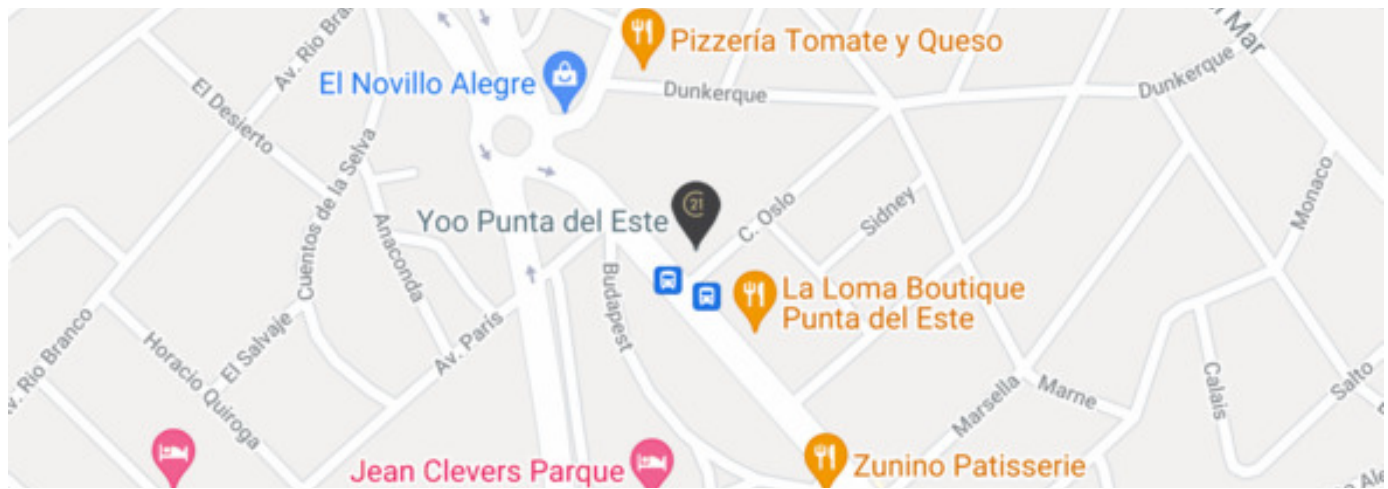 Av. Rio Bra
l Mar
Pizzería Tomate y Queso
Dunkerque
El Novillo Alegre
Dunkerque
El Desierto
Cuentos de la Selva
Monaco
Sidney
21
C. Oslo
Yoo Punta del Este
Anaconda
Budapest
La Loma Boutique
Punta del Este
Av. París
El Salvaje
v. Rio Branco
Horacio Quiroga
Calais
Salto
Marne
Marsella
Jean Clevers Parque
Zunino Patisserie